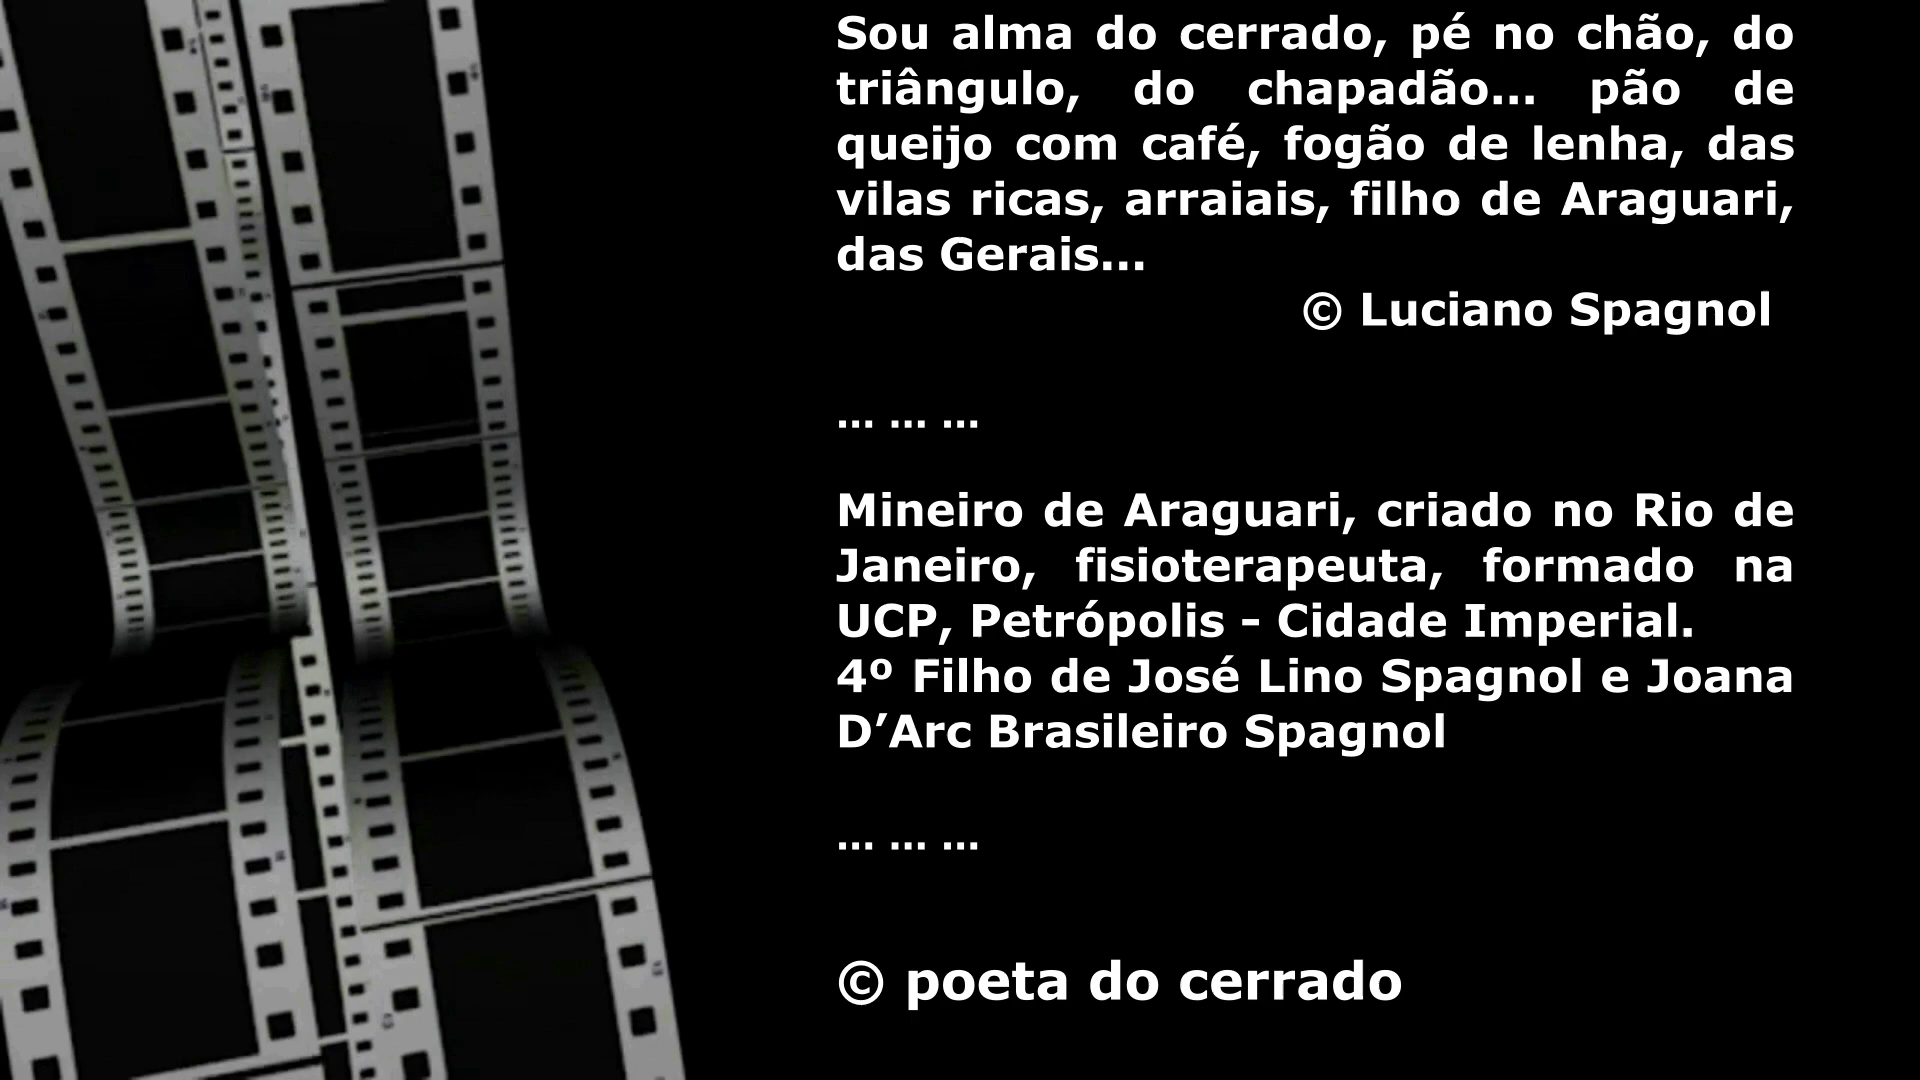 Sou alma do cerrado, pé no chão, do
triângulo, do chapadão... pão de
queijo com café, fogão de lenha, das
vilas ricas, arraiais, filho de Araguari,
das Gerais...
© Luciano Spagnol
... ... ...
Mineiro de Araguari, criado no Rio de
Janeiro, fisioterapeuta, formado na
UCP, Petrópolis - Cidade Imperial.
4º Filho de José Lino Spagnol e Joana
D’Arc Brasileiro Spagnol
... ... ...
© poeta do cerrado